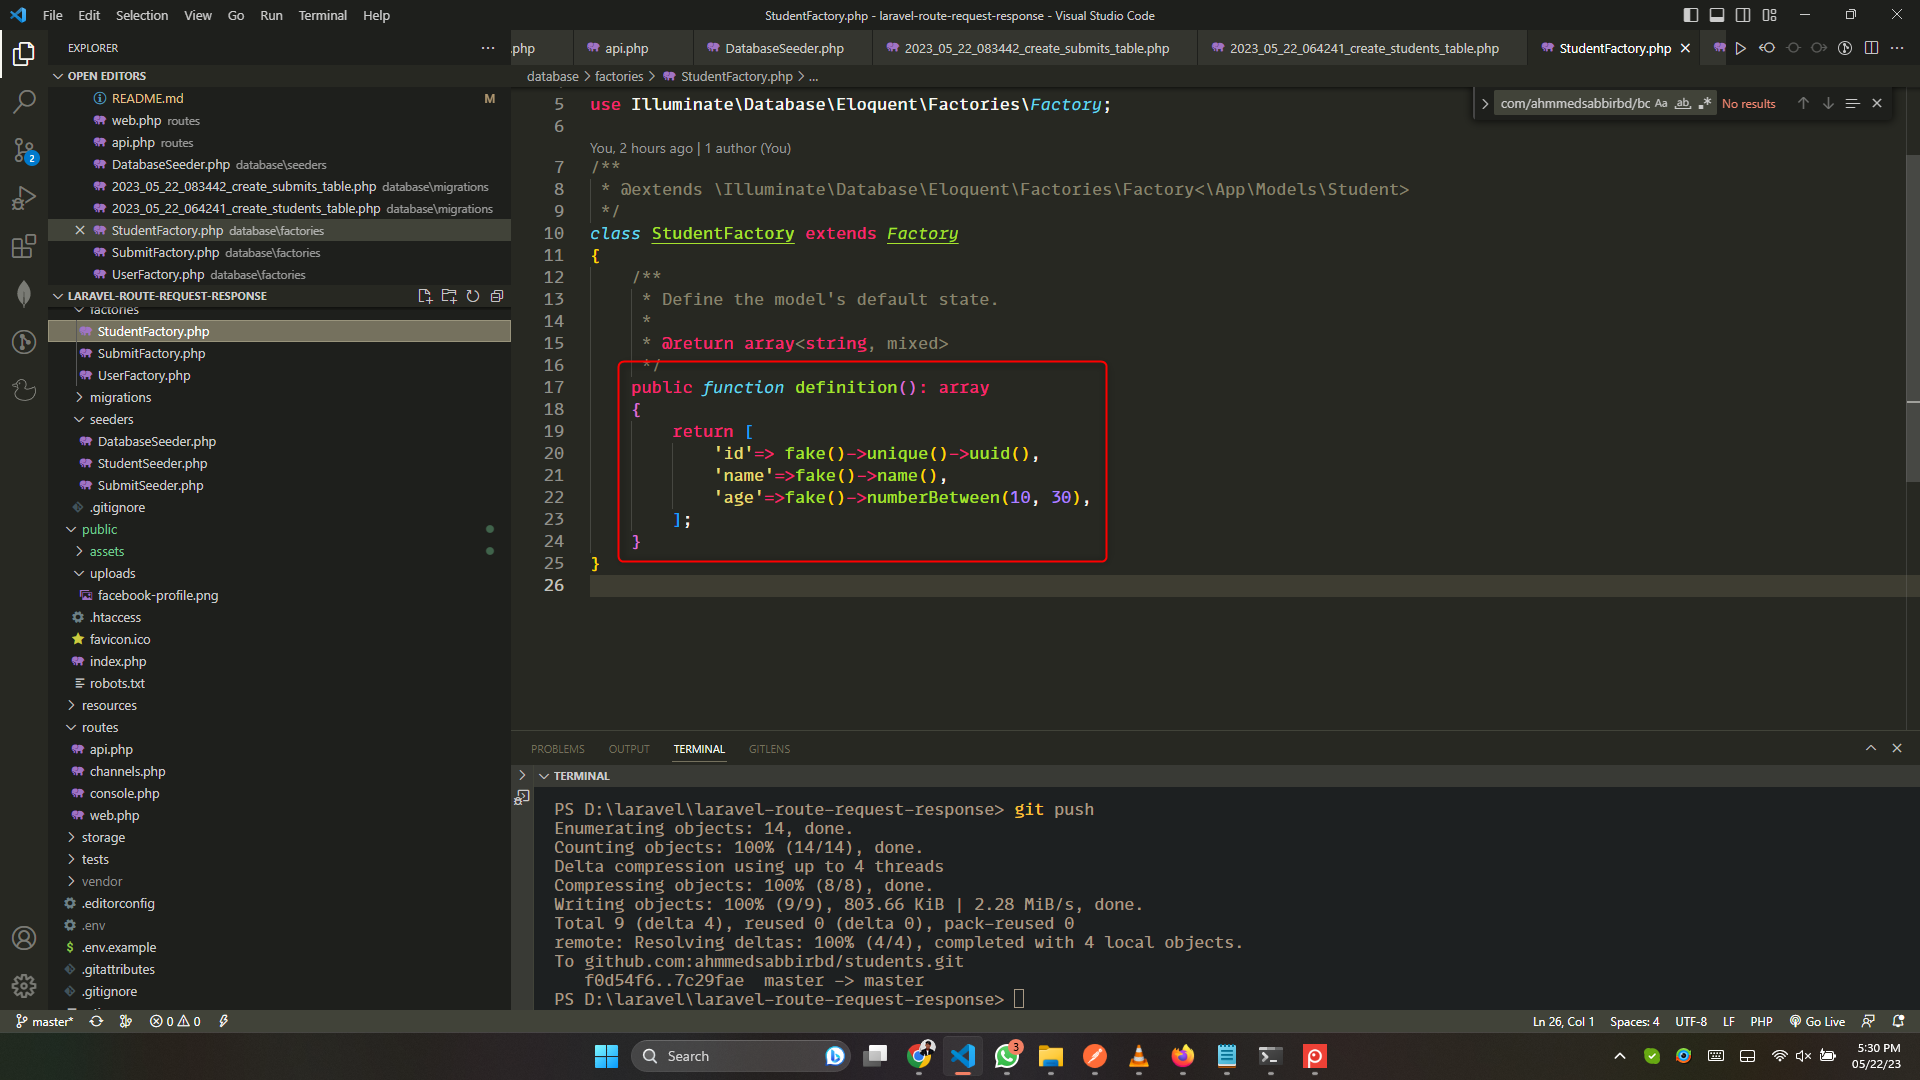 File Edit Selection View Go Run Terminal Help
StudentFactory.php - laravel-route-request-response - Visual Studio Code
EXPLORER
OPEN EDITORS
README.md M
web.php routes
api.php routes
DatabaseSeeder.php database\seeders
2023_05_22_083442_create_submits_table.php database\migrations
2023_05_22_064241_create_students_table.php database\migrations
StudentFactory.php database\factories
SubmitFactory.php database\factories
UserFactory.php database\factories
LARAVEL-ROUTE-REQUEST-RESPONSE
factories
StudentFactory.php
SubmitFactory.php
UserFactory.php
migrations
seeders
DatabaseSeeder.php
StudentSeeder.php
SubmitSeeder.php
.gitignore
public
assets
uploads
facebook-profile.png
.htaccess
favicon.ico
index.php
robots.txt
resources
routes
api.php
channels.php
console.php
web.php
storage
tests
vendor
.editorconfig
.env
.env.example
.gitattributes
.gitignore
2
.php api.php DatabaseSeeder.php 2023_05_22_083442_create_submits_table.php 2023_05_22_064241_create_students_table.php StudentFactory.php
database > factories > StudentFactory.php > ...
com/ahmmedsabbirbd/bc Aa ab .* No results
5 use Illuminate\Database\Eloquent\Factories\Factory;
6
You, 2 hours ago | 1 author (You)
7 /**
8 * @extends \Illuminate\Database\Eloquent\Factories\Factory<\App\Models\Student>
9 */
10 class StudentFactory extends Factory
11 {
12 /**
13 * Define the model's default state.
14 *
15 * @return array<string, mixed>
16 */
17 public function definition(): array
18 {
19 return [
20 'id'=> fake()->unique()->uuid(),
21 'name'=>fake()->name(),
22 'age'=>fake()->numberBetween(10, 30),
23 ];
24 }
25 }
26
PROBLEMS OUTPUT TERMINAL GITLENS
TERMINAL
PS D:\laravel\laravel-route-request-response> git push
Enumerating objects: 14, done.
Counting objects: 100% (14/14), done.
Delta compression using up to 4 threads
Compressing objects: 100% (8/8), done.
Writing objects: 100% (9/9), 803.66 KiB | 2.28 MiB/s, done.
Total 9 (delta 4), reused 0 (delta 0), pack-reused 0
remote: Resolving deltas: 100% (4/4), completed with 4 local objects.
To github.com:ahmmedsabbirbd/students.git
f0d54f6..7c29fae master -> master
PS D:\laravel\laravel-route-request-response>
master* 0 0 Ln 26, Col 1 Spaces: 4 UTF-8 LF PHP Go Live
Search 3 5:30 PM
05/22/23